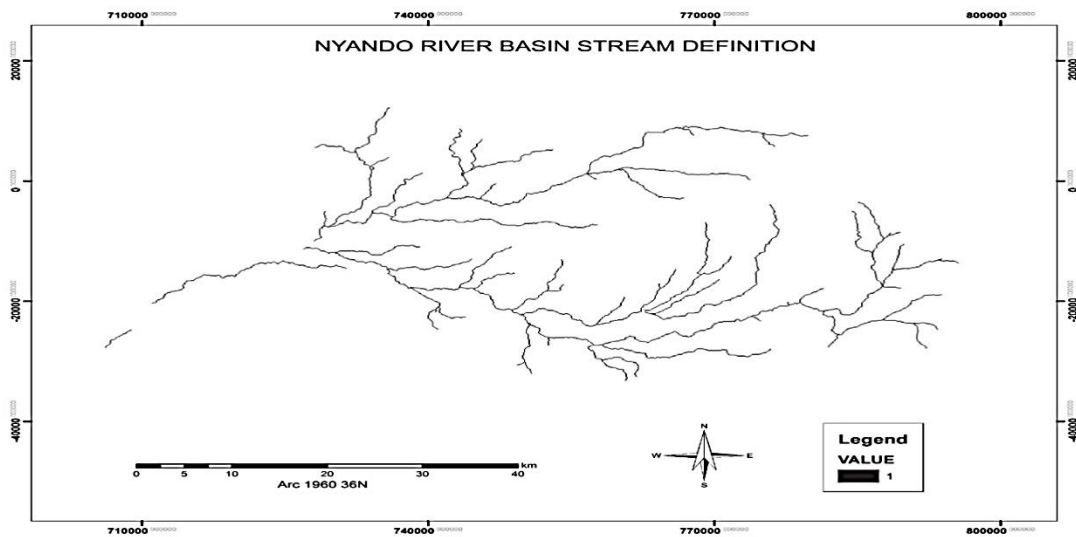 710000 740000 770000 800000
NYANDO RIVER BASIN STREAM DEFINITION
20000 20000
0 0
-20000 -20000
-40000 -40000
N
W E
S
Legend
VALUE
1
km
0 5 10 20 30 40
Arc 1960 36N
710000 740000 770000 800000